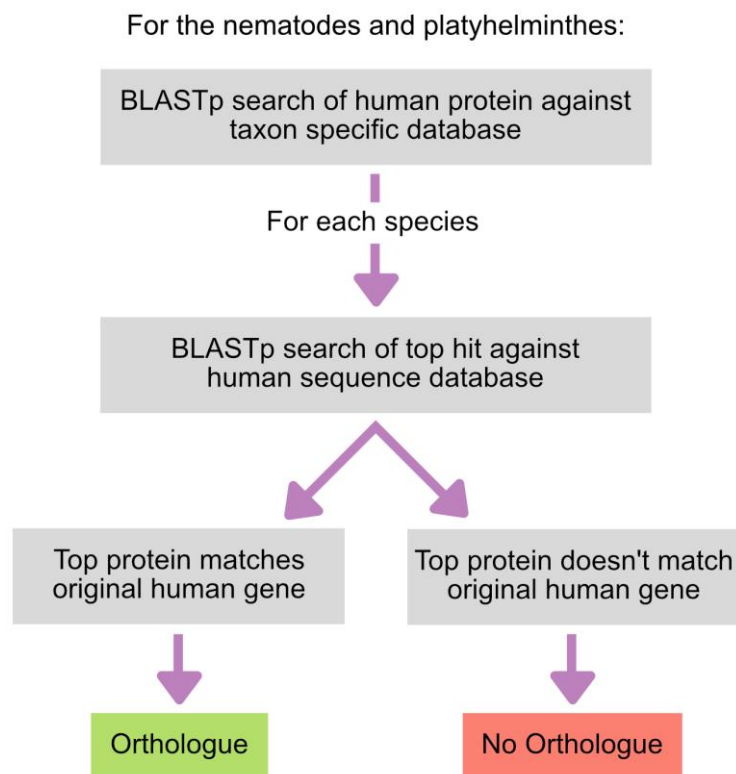 For the nematodes and platyhelminthes:
BLASTp search of human protein against
taxon specific database
For each species
BLASTp search of top hit against
human sequence database
Top protein matches
original human gene
Top protein doesn't match
original human gene
Orthologue
No Orthologue